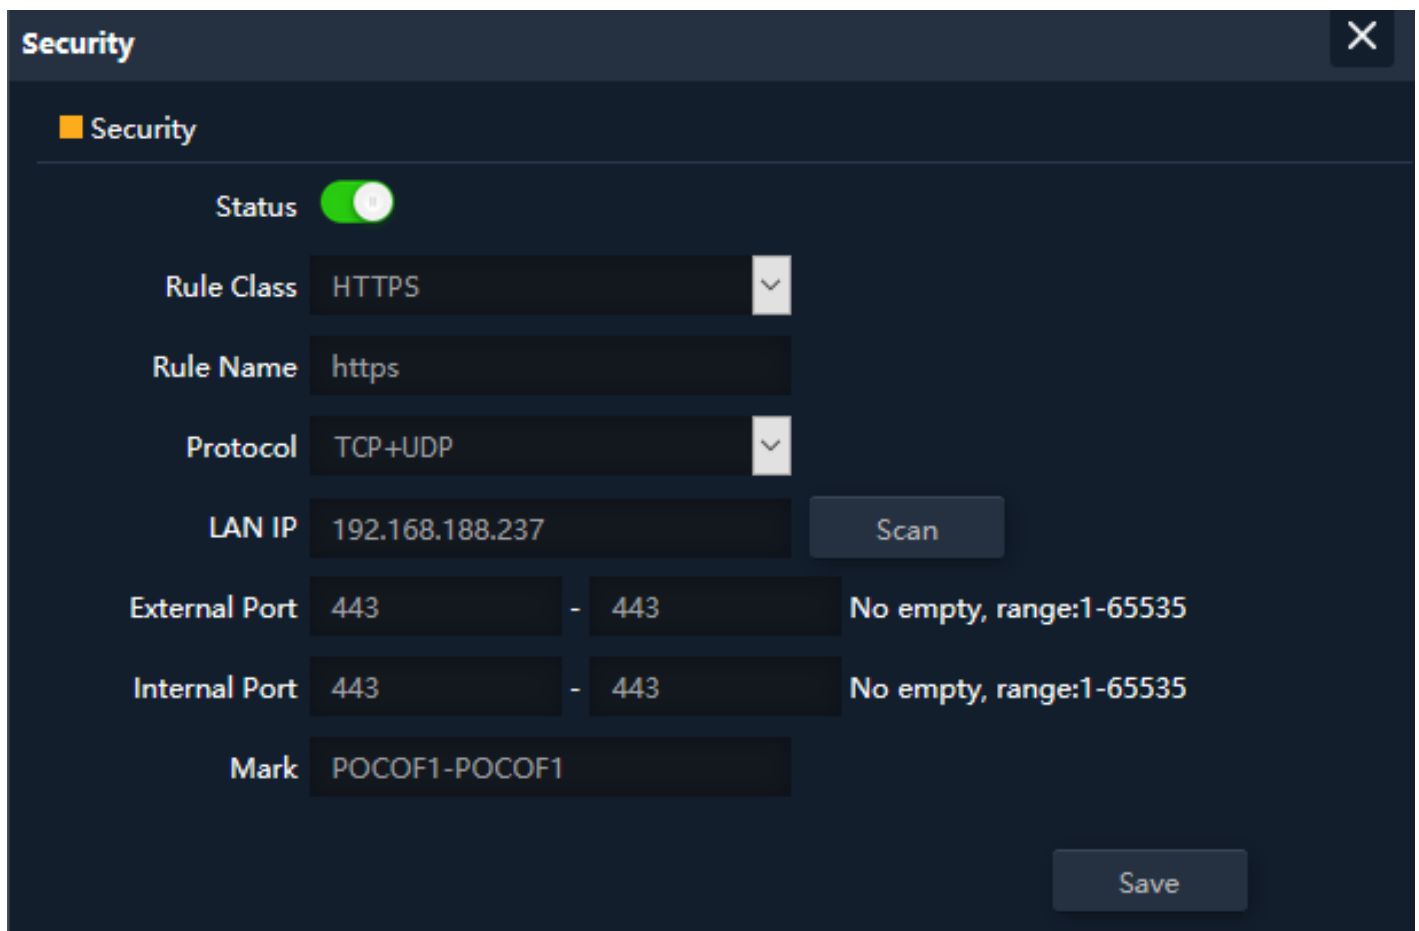 Security
Security
Status
Rule Class HTTPS
Rule Name https
Protocol TCP+UDP
LAN IP 192.168.188.237 Scan
External Port 443 - 443 No empty, range:1-65535
Internal Port 443 - 443 No empty, range:1-65535
Mark POCOF1-POCOF1
Save